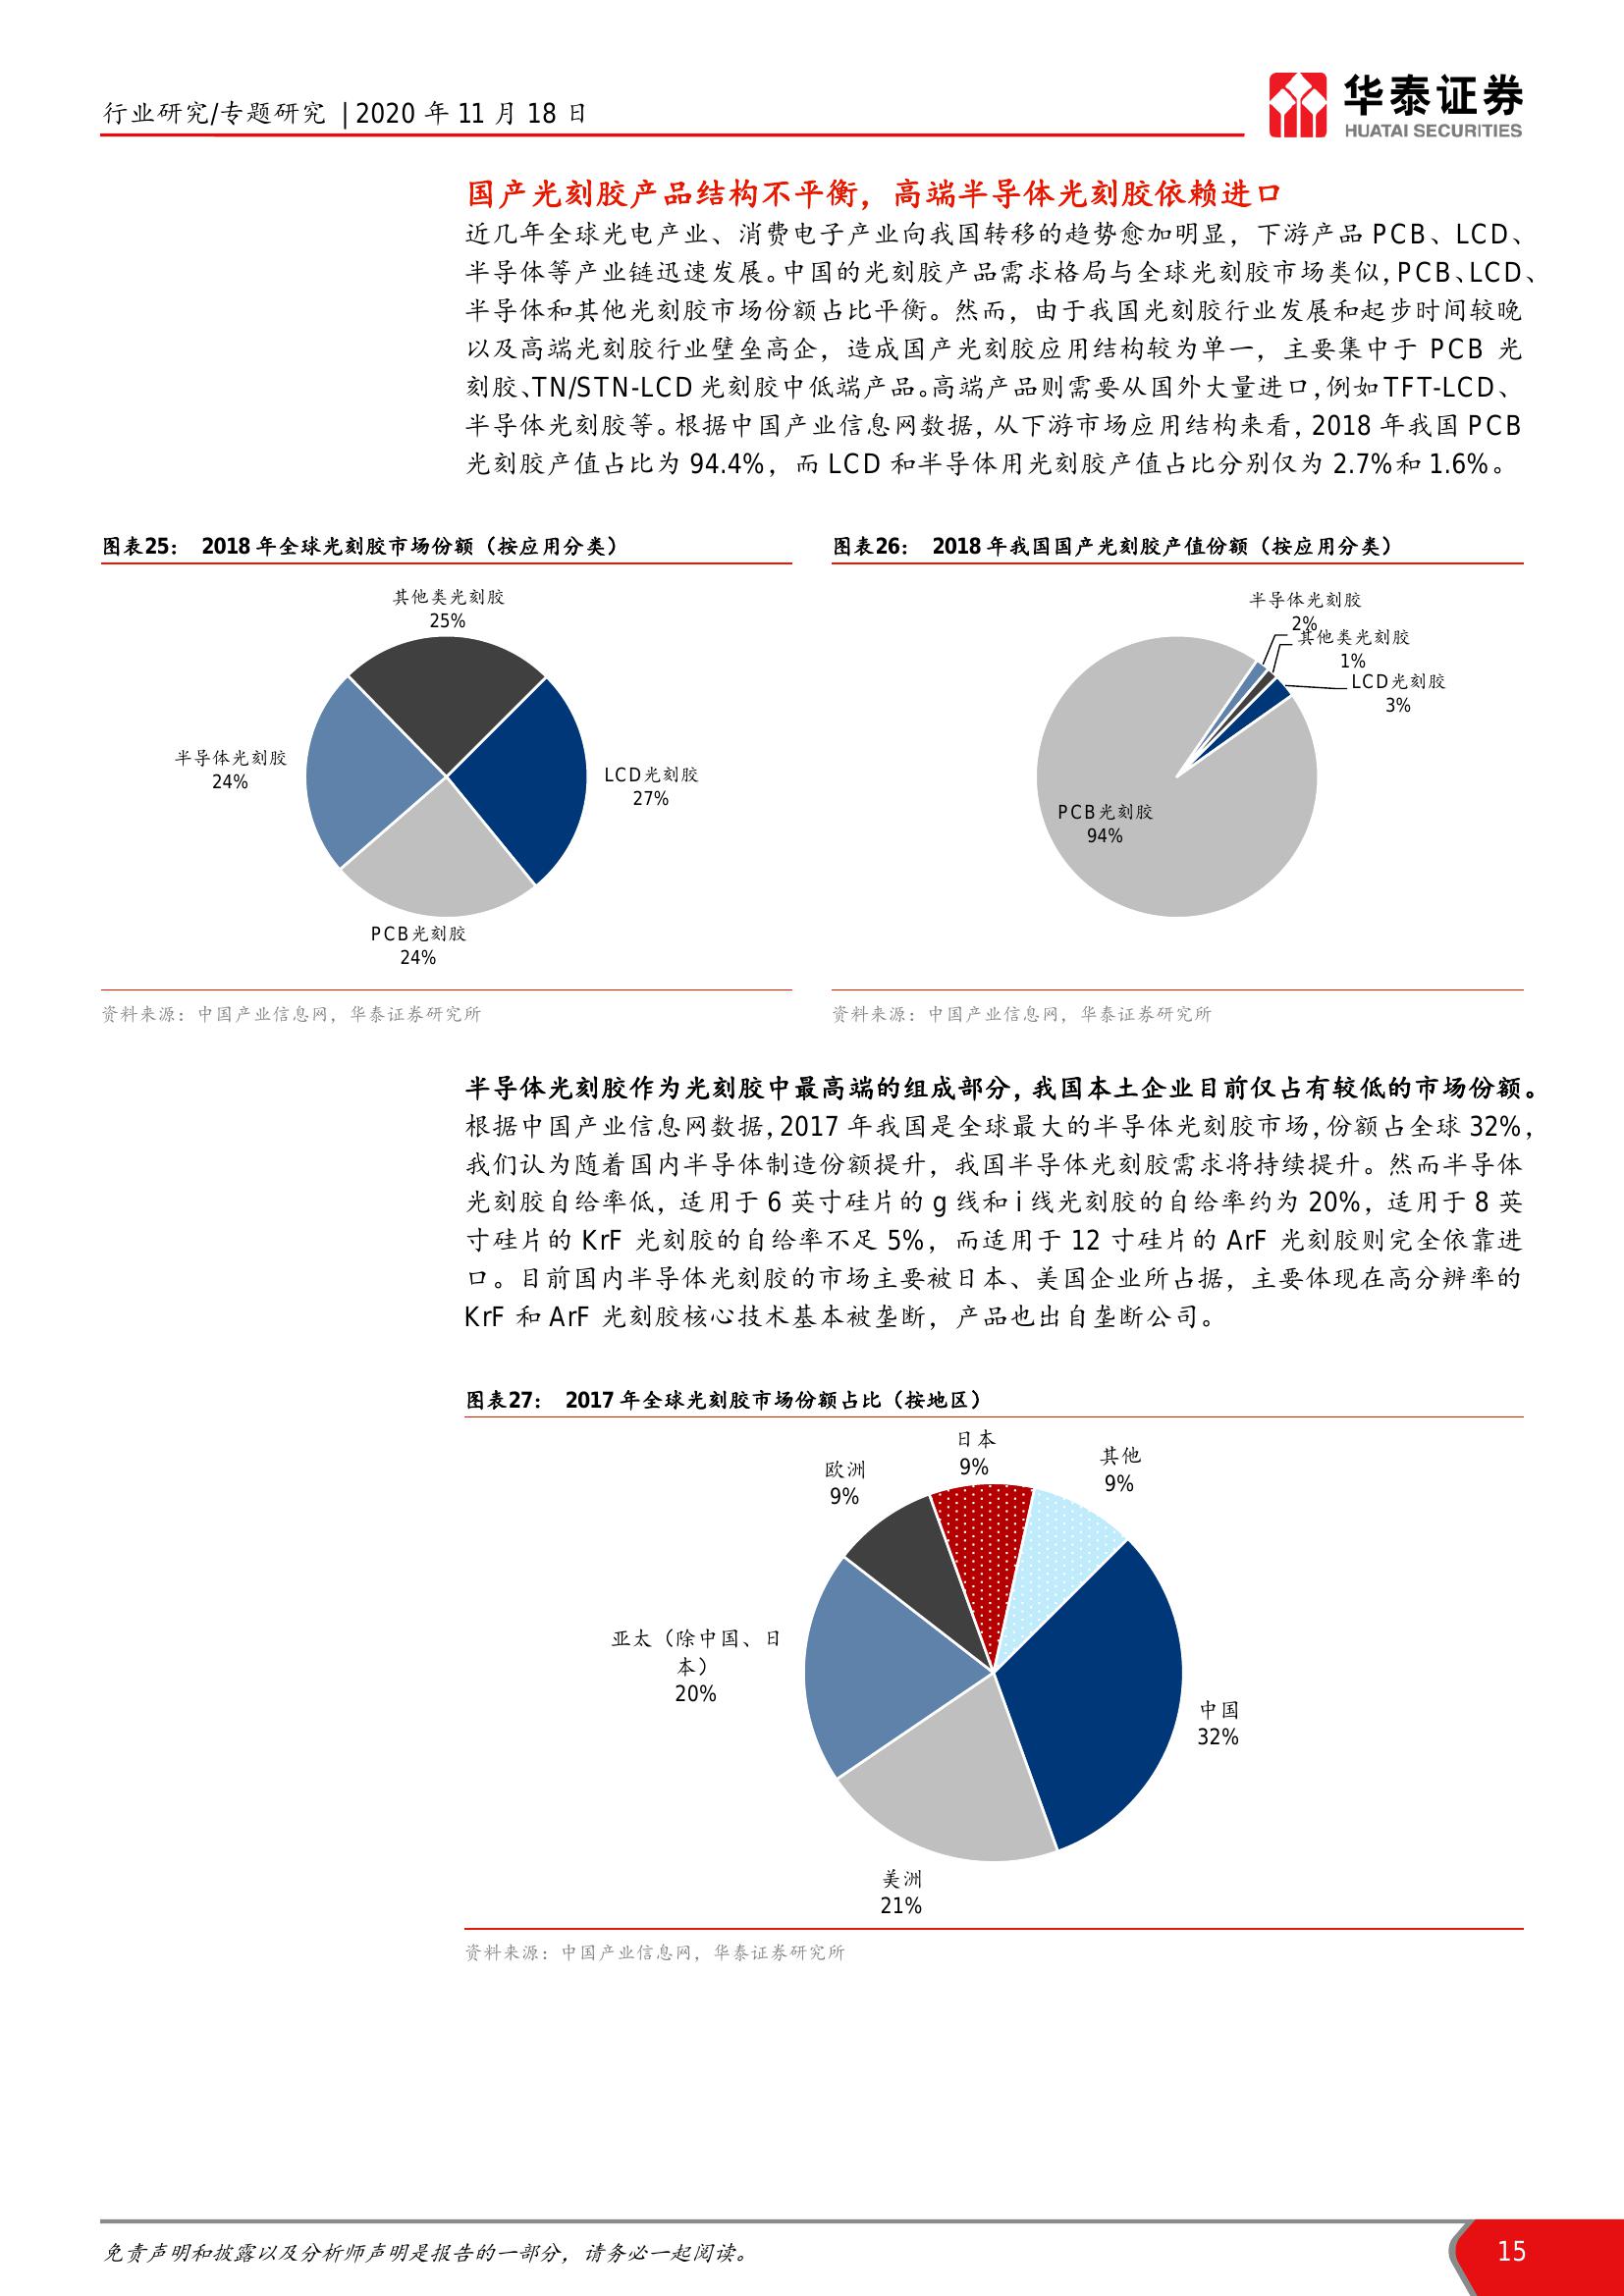 行业研究/专题研究 | 2020 年 11 月 18 日
华泰证券
HUATAI SECURITIES
国产光刻胶产品结构不平衡，高端半导体光刻胶依赖进口
近几年全球光电产业、消费电子产业向我国转移的趋势愈加明显，下游产品 PCB、LCD、
半导体等产业链迅速发展。中国的光刻胶产品需求格局与全球光刻胶市场类似，PCB、LCD、
半导体和其他光刻胶市场份额占比平衡。然而，由于我国光刻胶行业发展和起步时间较晚
以及高端光刻胶行业壁垒高企，造成国产光刻胶应用结构较为单一，主要集中于 PCB 光
刻胶、TN/STN-LCD 光刻胶中低端产品。高端产品则需要从国外大量进口，例如 TFT-LCD、
半导体光刻胶等。根据中国产业信息网数据，从下游市场应用结构来看，2018 年我国 PCB
光刻胶产值占比为 94.4%，而 LCD 和半导体用光刻胶产值占比分别仅为 2.7%和 1.6%。
图表25： 2018 年全球光刻胶市场份额（按应用分类）
其他类光刻胶
25%
半导体光刻胶
24%
LCD光刻胶
27%
PCB光刻胶
24%
资料来源：中国产业信息网，华泰证券研究所
图表26： 2018 年我国国产光刻胶产值份额（按应用分类）
半导体光刻胶
2%
其他类光刻胶
1%
LCD光刻胶
3%
PCB光刻胶
94%
资料来源：中国产业信息网，华泰证券研究所
半导体光刻胶作为光刻胶中最高端的组成部分，我国本土企业目前仅占有较低的市场份额。
根据中国产业信息网数据，2017 年我国是全球最大的半导体光刻胶市场，份额占全球 32%，
我们认为随着国内半导体制造份额提升，我国半导体光刻胶需求将持续提升。然而半导体
光刻胶自给率低，适用于 6 英寸硅片的 g 线和 i 线光刻胶的自给率约为 20%，适用于 8 英
寸硅片的 KrF 光刻胶的自给率不足 5%，而适用于 12 寸硅片的 ArF 光刻胶则完全依靠进
口。目前国内半导体光刻胶的市场主要被日本、美国企业所占据，主要体现在高分辨率的
KrF 和 ArF 光刻胶核心技术基本被垄断，产品也出自垄断公司。
图表27： 2017 年全球光刻胶市场份额占比（按地区）
日本
9%
其他
9%
欧洲
9%
亚太（除中国、日
本）
20%
中国
32%
美洲
21%
资料来源：中国产业信息网，华泰证券研究所
免责声明和披露以及分析师声明是报告的一部分，请务必一起阅读。
15